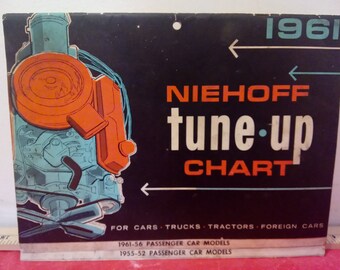 1961
NIEHOFF
tune·up
CHART
FOR CARS · TRUCKS · TRACTORS · FOREIGN CARS
1961-56 PASSENGER CAR MODELS
1955-52 PASSENGER CAR MODELS